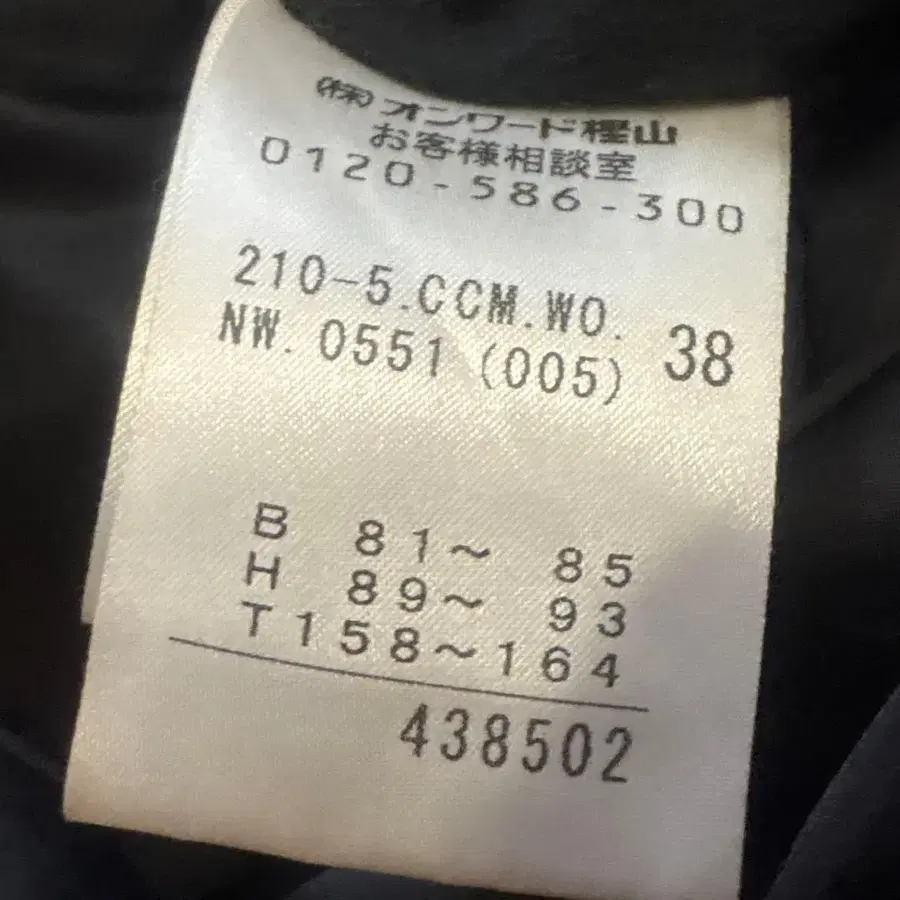 (株)オンワード樫山
お客様相談室
0120-586-300
210-5.CCM.WO.
NW.0551(005) 38
B 81~ 85
H 89~ 93
T158~164
438502